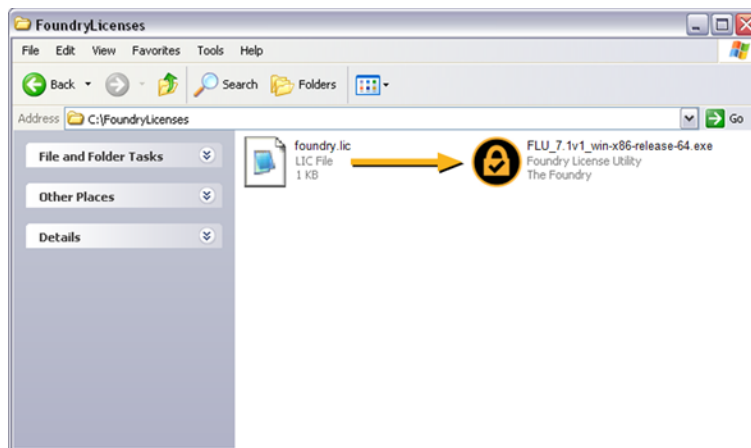 FoundryLicenses
File Edit View Favorites Tools Help
Back Search Folders
Address C:\FoundryLicenses Go
File and Folder Tasks
Other Places
Details
foundry.lic
LIC File
1 KB
FLU_7.1v1_win-x86-release-64.exe
Foundry License Utility
The Foundry